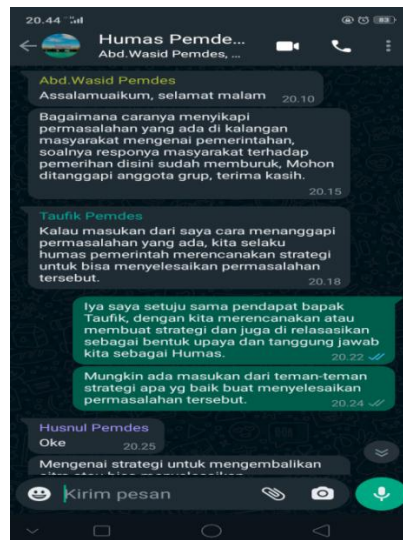 20.44
Humas Pemde...
Abd.Wasid Pemdes, ...
Abd.Wasid Pemdes
Assalamuaikum, selamat malam 20.10
Bagaimana caranya menyikapi
permasalahan yang ada di kalangan
masyarakat mengenai pemerintahan,
soalnya responya masyarakat terhadap
pemerihan disini sudah memburuk, Mohon
ditanggapi anggota grup, terima kasih.
20.15
Taufik Pemdes
Kalau masukan dari saya cara menanggapi
permasalahan yang ada, kita selaku
humas pemerintah merencanakan strategi
untuk bisa menyelesaikan permasalahan
tersebut. 20.18
Iya saya setuju sama pendapat bapak
Taufik, dengan kita merencanakan atau
membuat strategi dan juga di relasasikan
sebagai bentuk upaya dan tanggung jawab
kita sebagai Humas. 20.22
Mungkin ada masukan dari teman-teman
strategi apa yg baik buat menyelesaikan
permasalahan tersebut. 20.24
Husnul Pemdes
Oke 20.25
Mengenai strategi untuk mengembalikan
Kirim pesan